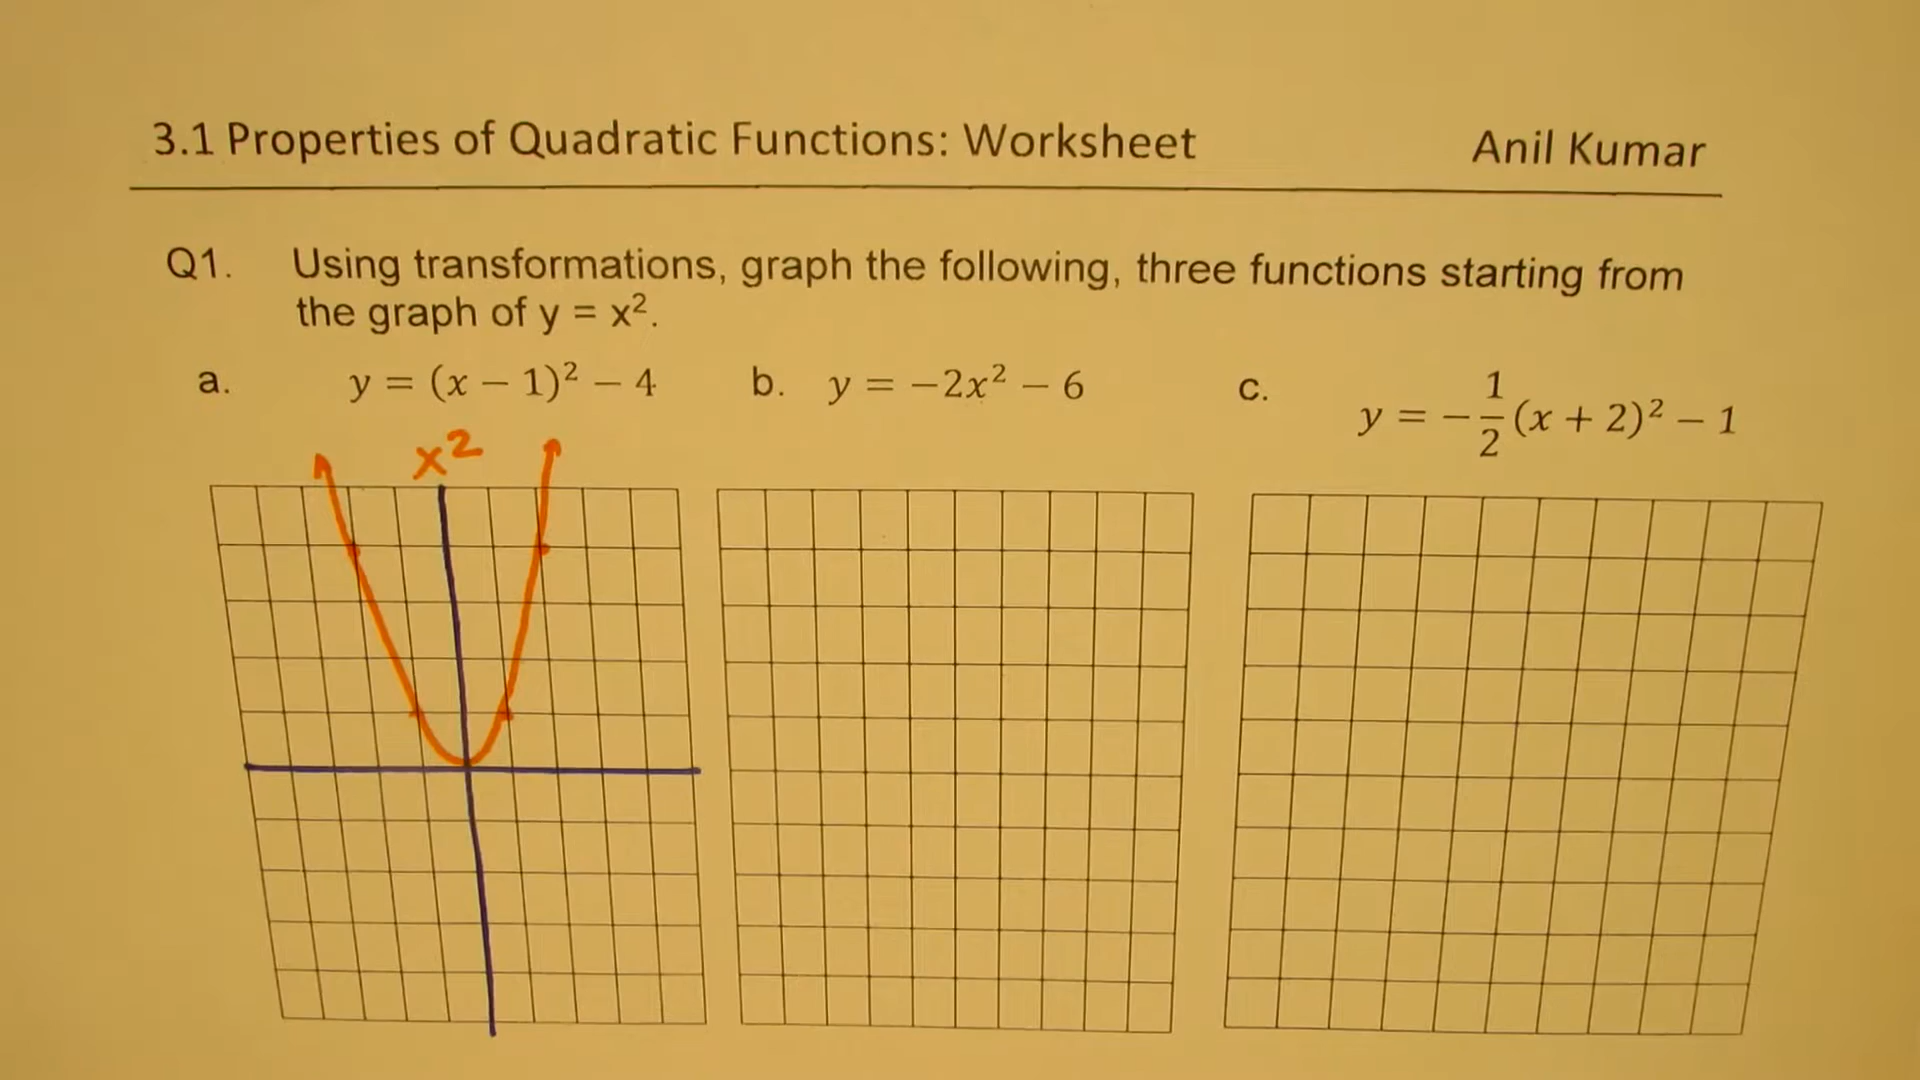 3.1 Properties of Quadratic Functions: Worksheet Anil Kumar
Q1. Using transformations, graph the following, three functions starting from
the graph of y = x².
a. y = (x − 1)² − 4 b. y = −2x² − 6 c. y = −1/2(x + 2)² − 1
x²